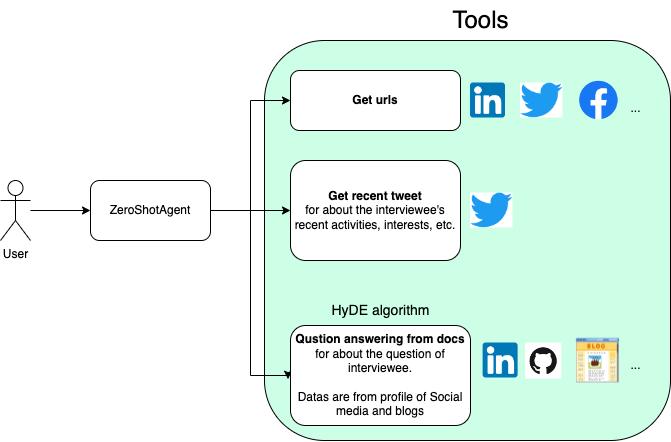 Tools
Get urls
in
f
...
User
ZeroShotAgent
Get recent tweet
for about the interviewee's
recent activities, interests, etc.
HyDE algorithm
Qustion answering from docs
for about the question of
interviewee.
Datas are from profile of Social
media and blogs
in
BLOG
...